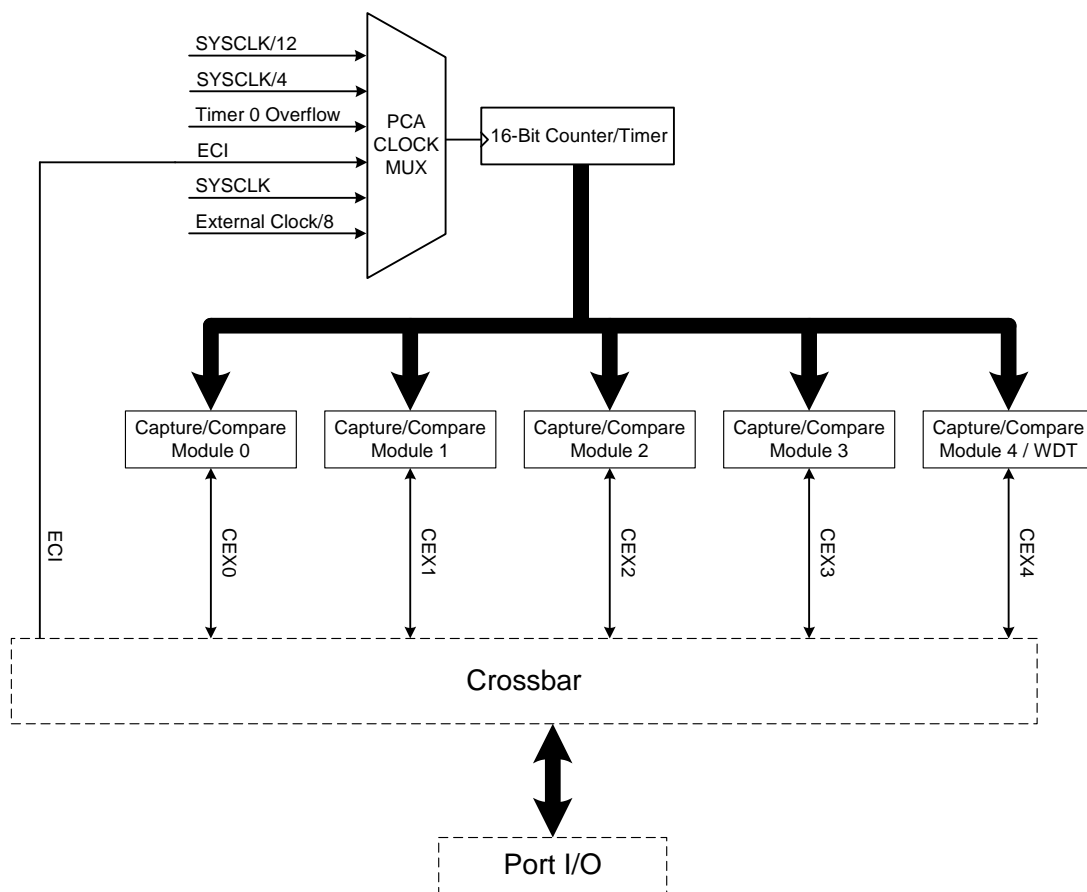 SYSCLK/12
SYSCLK/4
Timer 0 Overflow
ECI
SYSCLK
External Clock/8
PCA
CLOCK
MUX
16-Bit Counter/Timer
Capture/Compare
Module 0
Capture/Compare
Module 1
Capture/Compare
Module 2
Capture/Compare
Module 3
Capture/Compare
Module 4 / WDT
ECI
CEX0
CEX1
CEX2
CEX3
CEX4
Crossbar
Port I/O